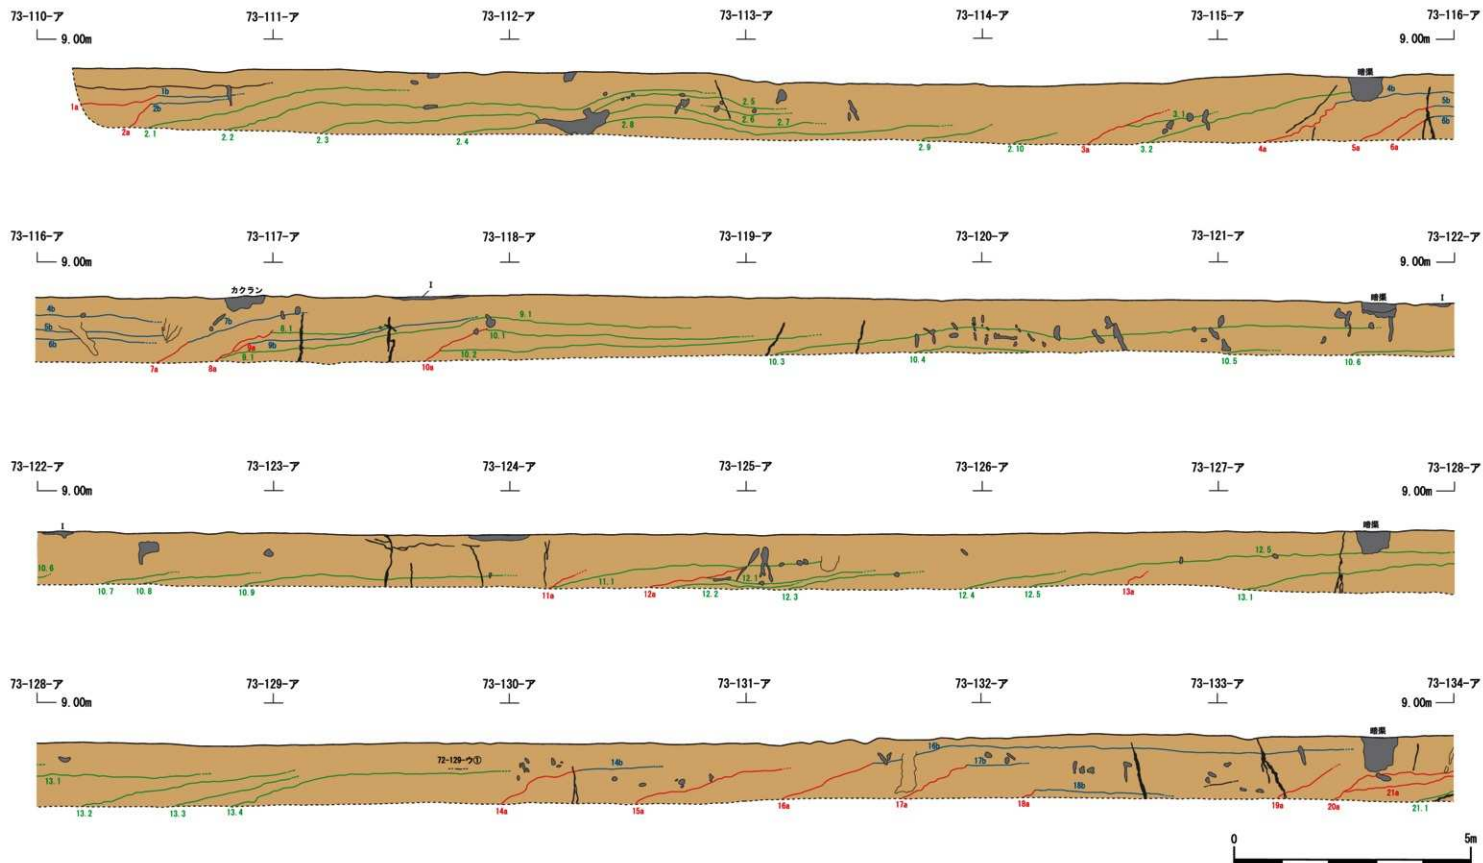 73-110-ア 73-111-ア 73-112-ア 73-113-ア 73-114-ア 73-115-ア 73-116-ア
9.00m 9.00m
暗渠
1b 4b
1a 2b 2.5 3.1 5b
2.6 6b
2a 2.1 2.2 2.3 2.4 2.8 2.7 2.9 2.10 3a 3.2 4a 5a 6a
73-116-ア 73-117-ア 73-118-ア 73-119-ア 73-120-ア 73-121-ア 73-122-ア
9.00m 9.00m
カクラン I 暗渠 I
4b 7b 9.1
5b 8.1 10.1
6b 9a 9b
7a 8a 10a 10.2 10.3 10.4 10.5 10.6
73-122-ア 73-123-ア 73-124-ア 73-125-ア 73-126-ア 73-127-ア 73-128-ア
9.00m 9.00m
I 暗渠
12.5
10.6 11.1 12.1
10.7 10.8 10.9 11a 12a 12.2 12.3 12.4 12.5 13a 13.1
73-128-ア 73-129-ア 73-130-ア 73-131-ア 73-132-ア 73-133-ア 73-134-ア
9.00m 9.00m
暗渠
72-129-ウ① 16b
13.1 14b 17b
18b 21a
13.2 13.3 13.4 14a 15a 16a 17a 18a 19a 20a 21.1
0 5m